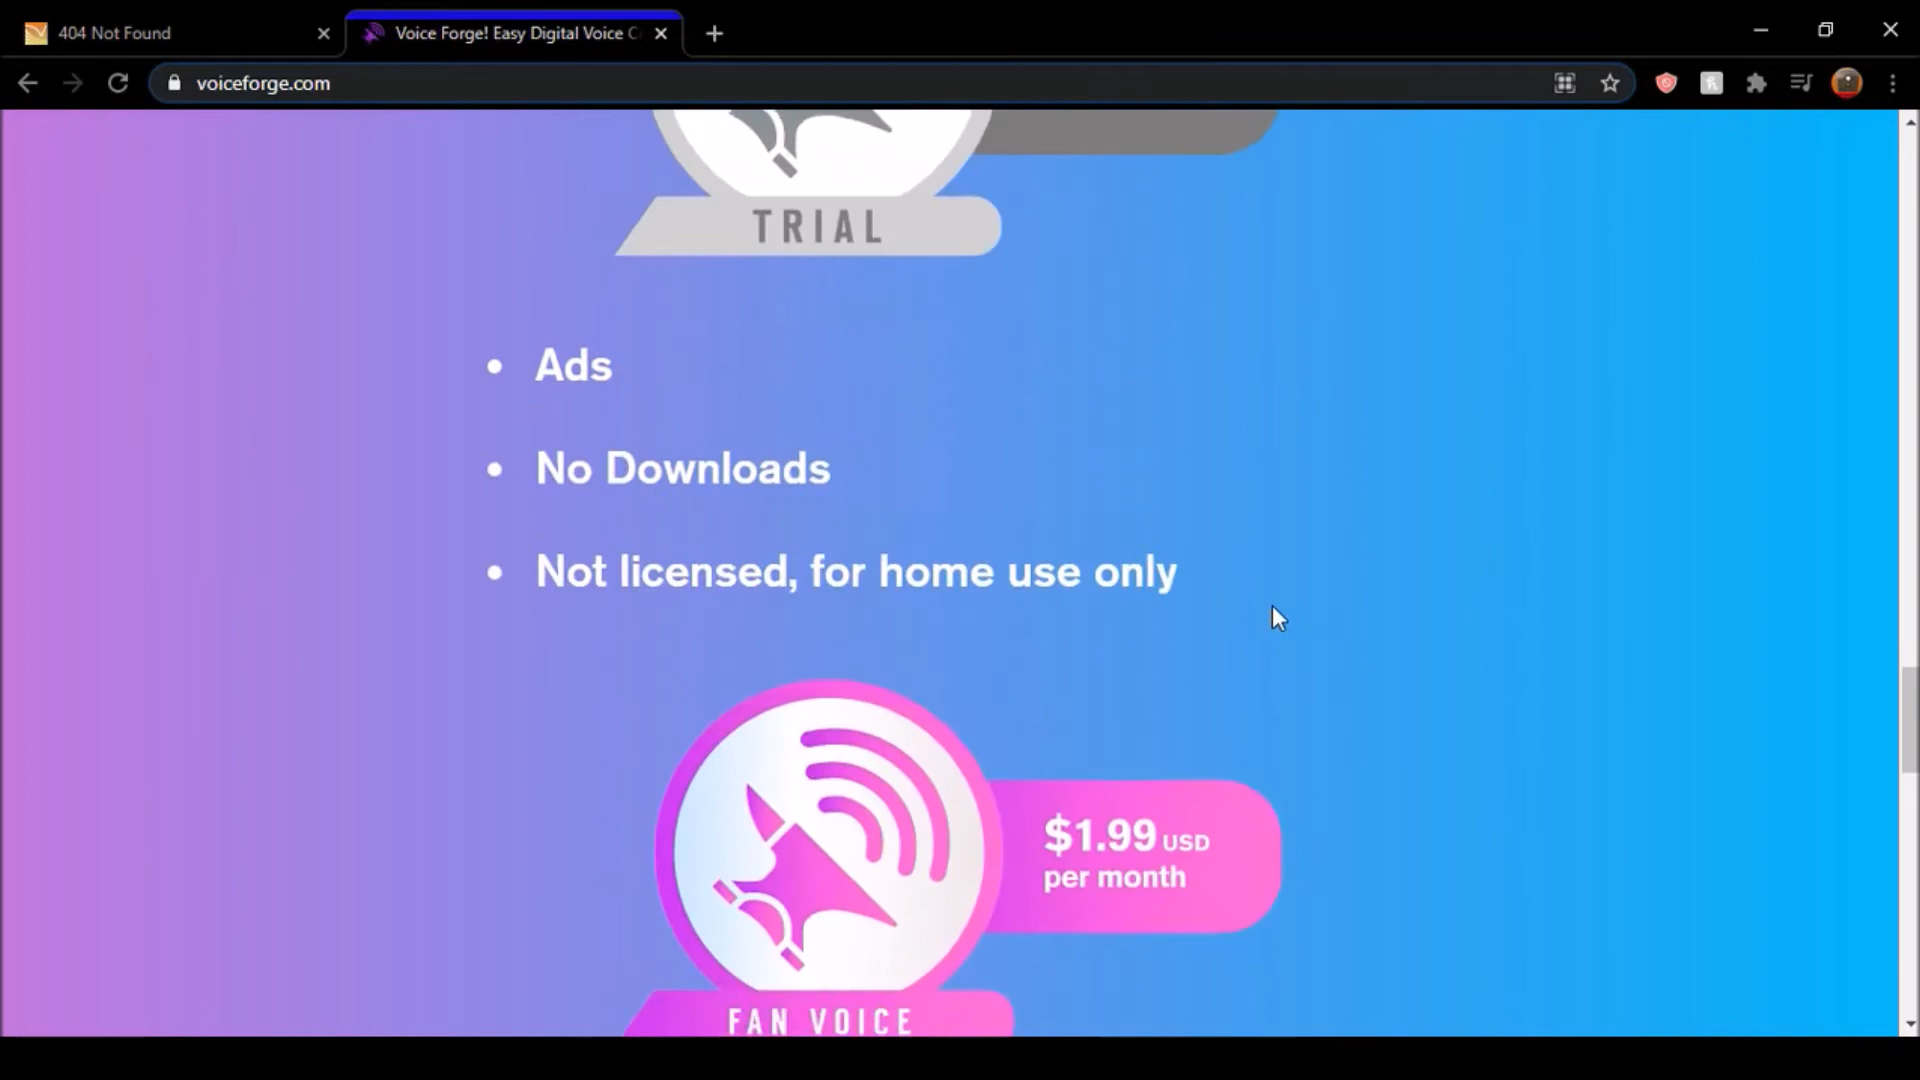 404 Not Found
Voice Forge! Easy Digital Voice C
voiceforge.com
TRIAL
Ads
No Downloads
Not licensed, for home use only
$1.99 USD
per month
FAN VOICE